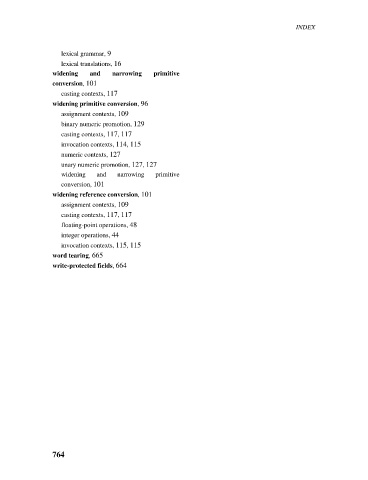 INDEX
lexical grammar, 9
lexical translations, 16
widening and narrowing primitive
conversion, 101
casting contexts, 117
widening primitive conversion, 96
assignment contexts, 109
binary numeric promotion, 129
casting contexts, 117, 117
invocation contexts, 114, 115
numeric contexts, 127
unary numeric promotion, 127, 127
widening and narrowing primitive
conversion, 101
widening reference conversion, 101
assignment contexts, 109
casting contexts, 117, 117
floating-point operations, 48
integer operations, 44
invocation contexts, 115, 115
word tearing, 665
write-protected fields, 664
764